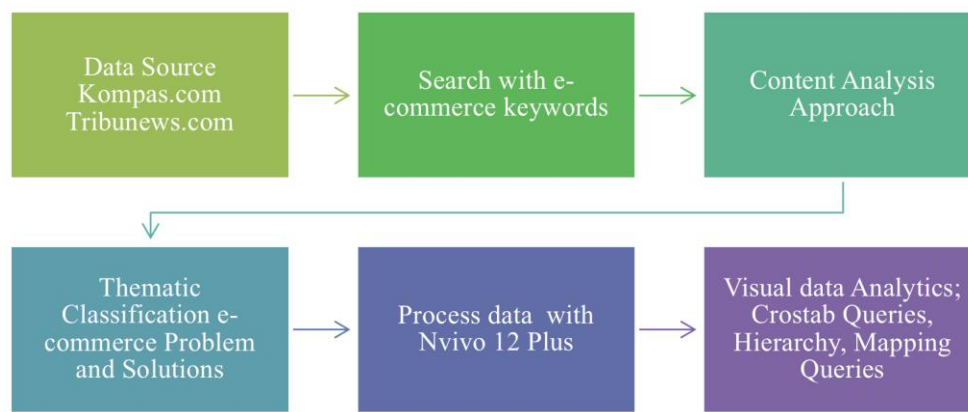 Data Source
Kompas.com
Tribunews.com
Search with e-
commerce keywords
Content Analysis
Approach
Thematic
Classification e-
commerce Problem
and Solutions
Process data with
Nvivo 12 Plus
Visual data Analytics;
Crostab Queries,
Hierarchy, Mapping
Queries